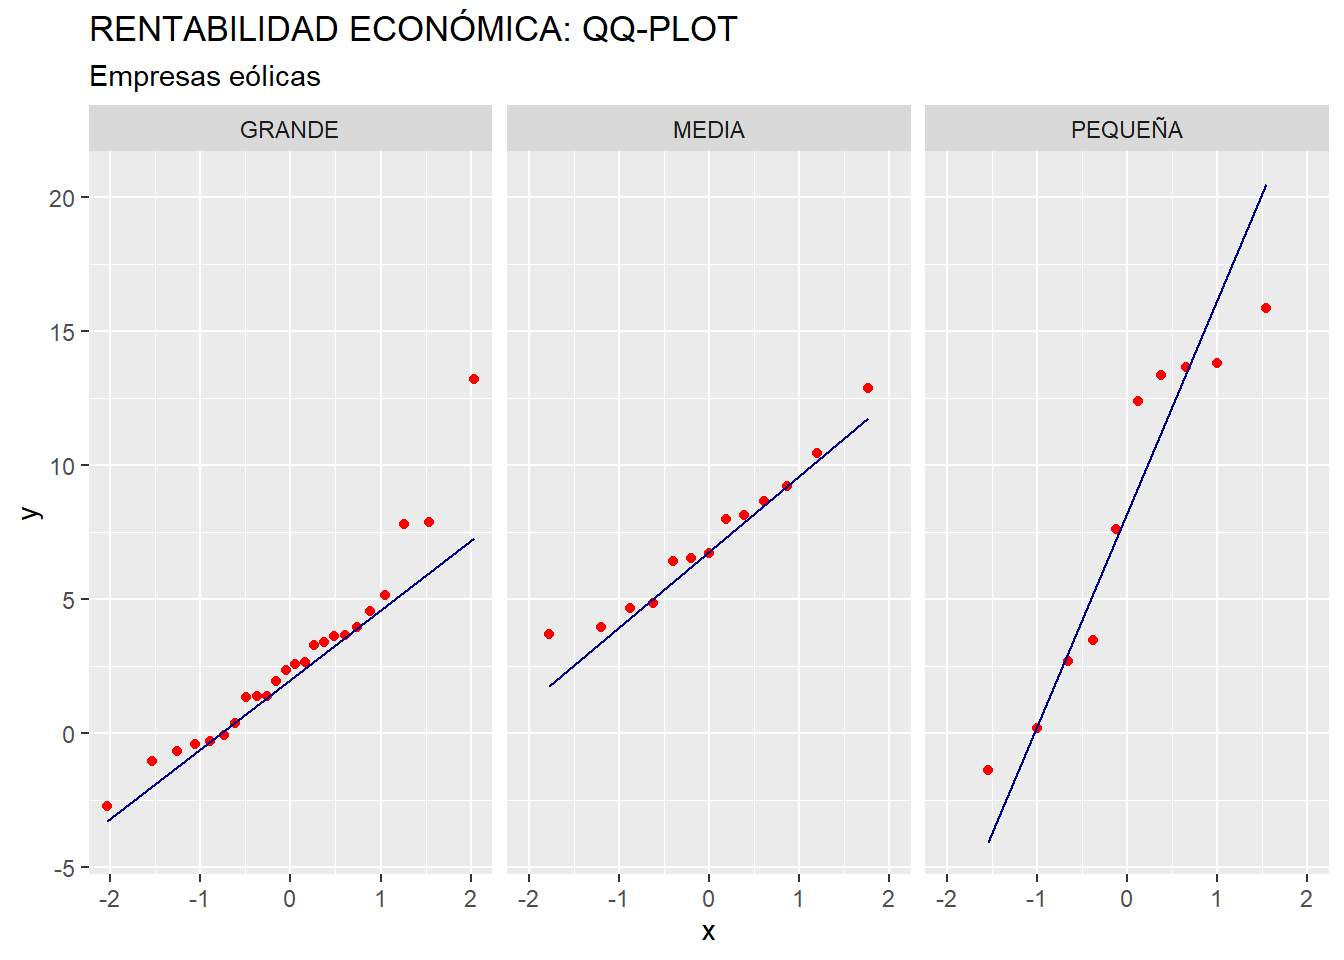 RENTABILIDAD ECONÓMICA: QQ-PLOT
Empresas eólicas
GRANDE MEDIA PEQUEÑA
20
15
10
5
0
-5
y
-2 -1 0 1 2 -2 -1 0 1 2 -2 -1 0 1 2
x